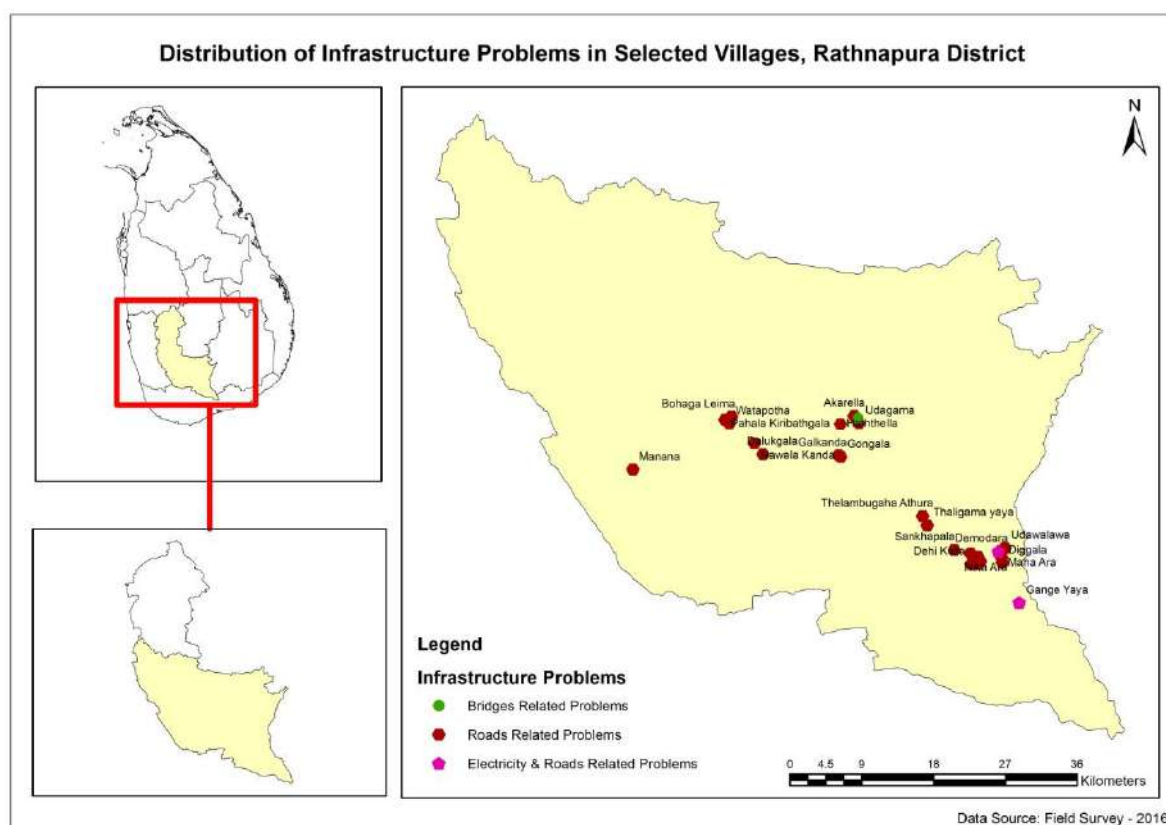 Distribution of Infrastructure Problems in Selected Villages, Rathnapura District
N
Akarella
Bohaga Leima
Watapotha
Udagama
Pahala Kiribathgala
Galkanda
Gongala
Manana
Kanda
Thelambugaha Athura
Thaligama yaya
Sankhapala
Demodara
Udawalawa
Dehi
Diggala
Maha Ara
Ara
Gange Yaya
Legend
Infrastructure Problems
Bridges Related Problems
Roads Related Problems
Electricity & Roads Related Problems
0 4.5 9 18 27 36
Kilometers
Data Source: Field Survey - 2016